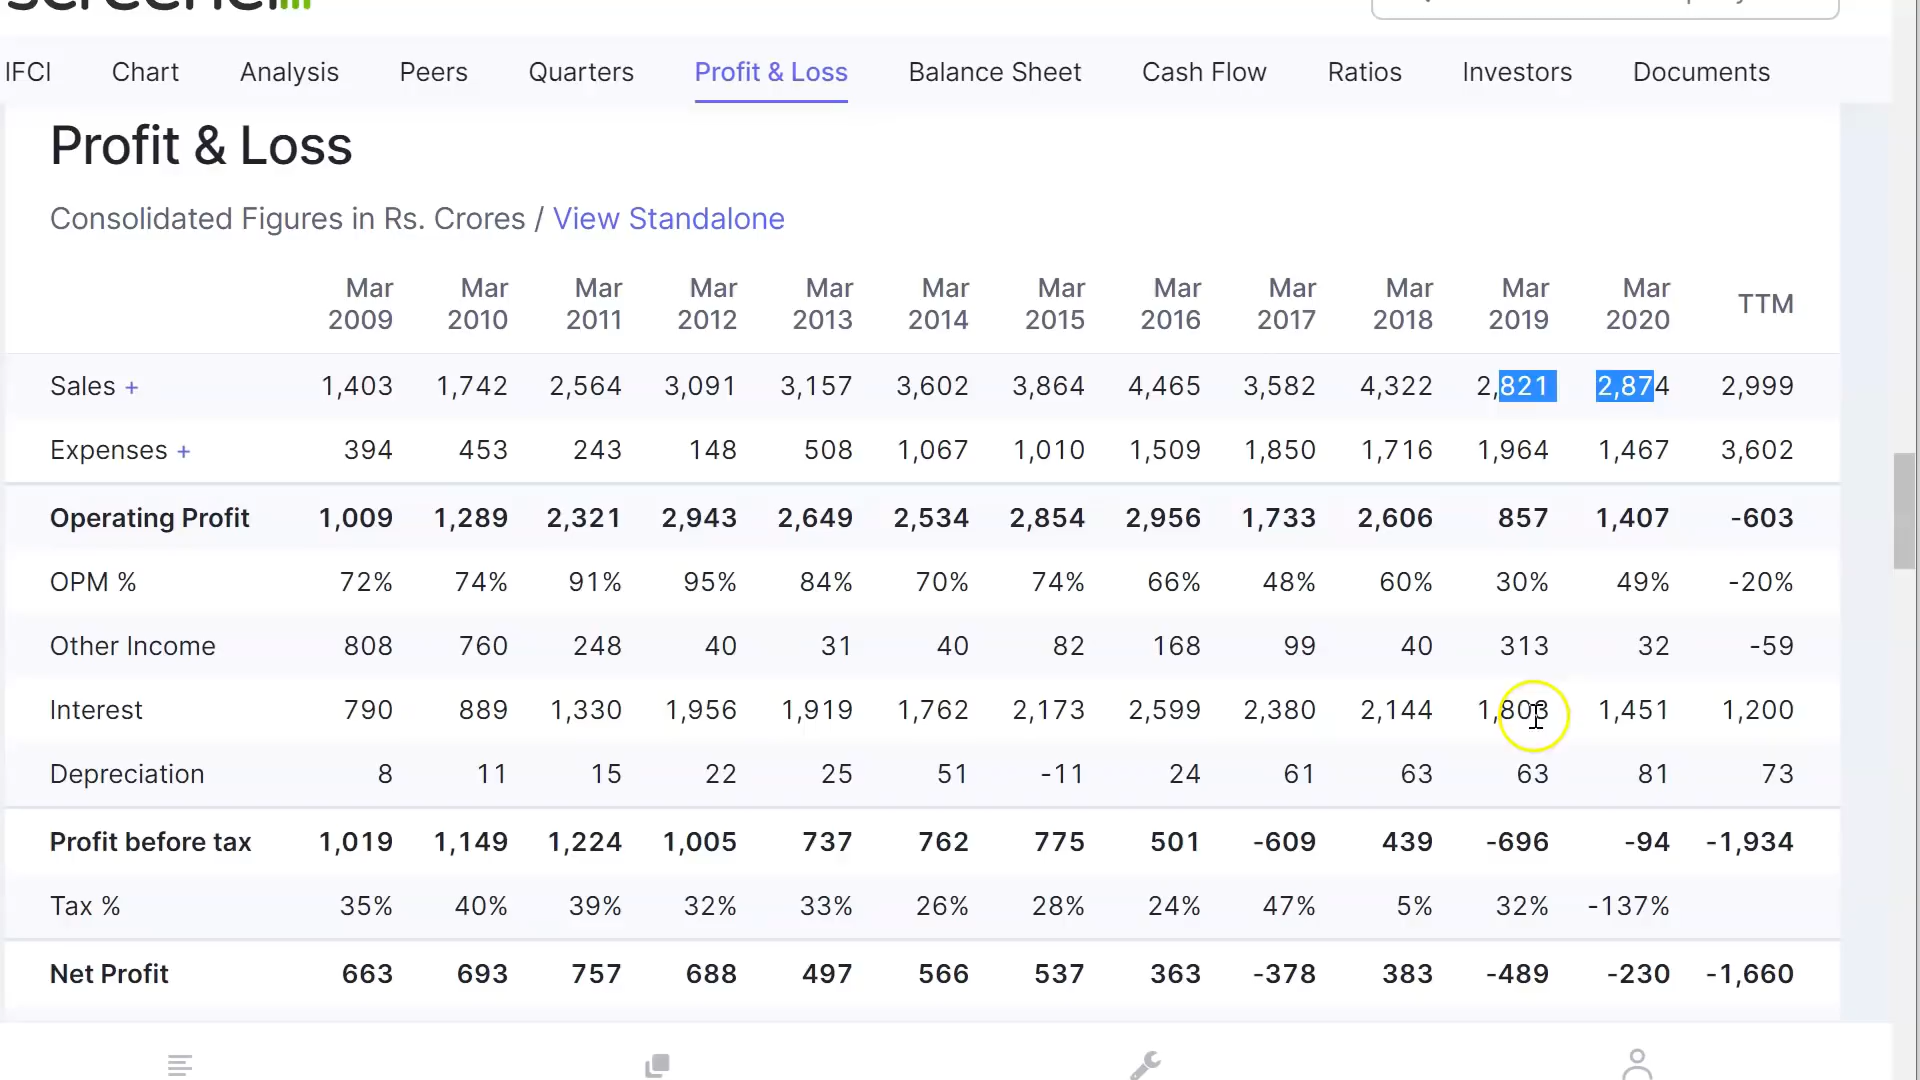 screener
IFCI Chart Analysis Peers Quarters Profit & Loss Balance Sheet Cash Flow Ratios Investors Documents
Profit & Loss
Consolidated Figures in Rs. Crores / View Standalone
Mar 2009 Mar 2010 Mar 2011 Mar 2012 Mar 2013 Mar 2014 Mar 2015 Mar 2016 Mar 2017 Mar 2018 Mar 2019 Mar 2020 TTM
Sales + 1,403 1,742 2,564 3,091 3,157 3,602 3,864 4,465 3,582 4,322 2,821 2,874 2,999
Expenses + 394 453 243 148 508 1,067 1,010 1,509 1,850 1,716 1,964 1,467 3,602
Operating Profit 1,009 1,289 2,321 2,943 2,649 2,534 2,854 2,956 1,733 2,606 857 1,407 -603
OPM % 72% 74% 91% 95% 84% 70% 74% 66% 48% 60% 30% 49% -20%
Other Income 808 760 248 40 31 40 82 168 99 40 313 32 -59
Interest 790 889 1,330 1,956 1,919 1,762 2,173 2,599 2,380 2,144 1,803 1,451 1,200
Depreciation 8 11 15 22 25 51 -11 24 61 63 63 81 73
Profit before tax 1,019 1,149 1,224 1,005 737 762 775 501 -609 439 -696 -94 -1,934
Tax % 35% 40% 39% 32% 33% 26% 28% 24% 47% 5% 32% -137%
Net Profit 663 693 757 688 497 566 537 363 -378 383 -489 -230 -1,660